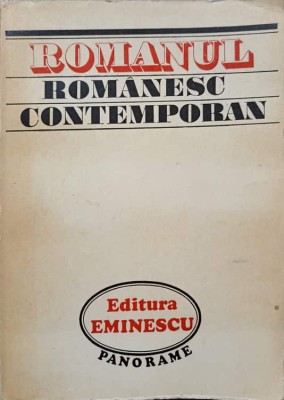 ROMANUL
ROMÂNESC
CONTEMPORAN
Editura
EMINESCU
PANORAME